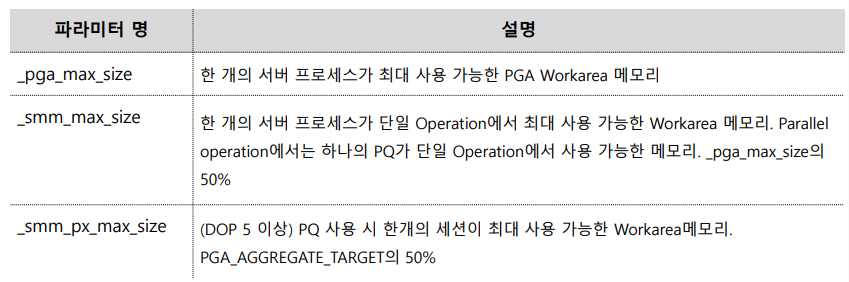 파라미터 명 설명
_pga_max_size 한 개의 서버 프로세스가 최대 사용 가능한 PGA Workarea 메모리
_smm_max_size 한 개의 서버 프로세스가 단일 Operation에서 최대 사용 가능한 Workarea 메모리. Parallel
operation에서는 하나의 PQ가 단일 Operation에서 사용 가능한 메모리. _pga_max_size의
50%
_smm_px_max_size (DOP 5 이상) PQ 사용 시 한개의 세션이 최대 사용 가능한 Workarea메모리.
PGA_AGGREGATE_TARGET의 50%